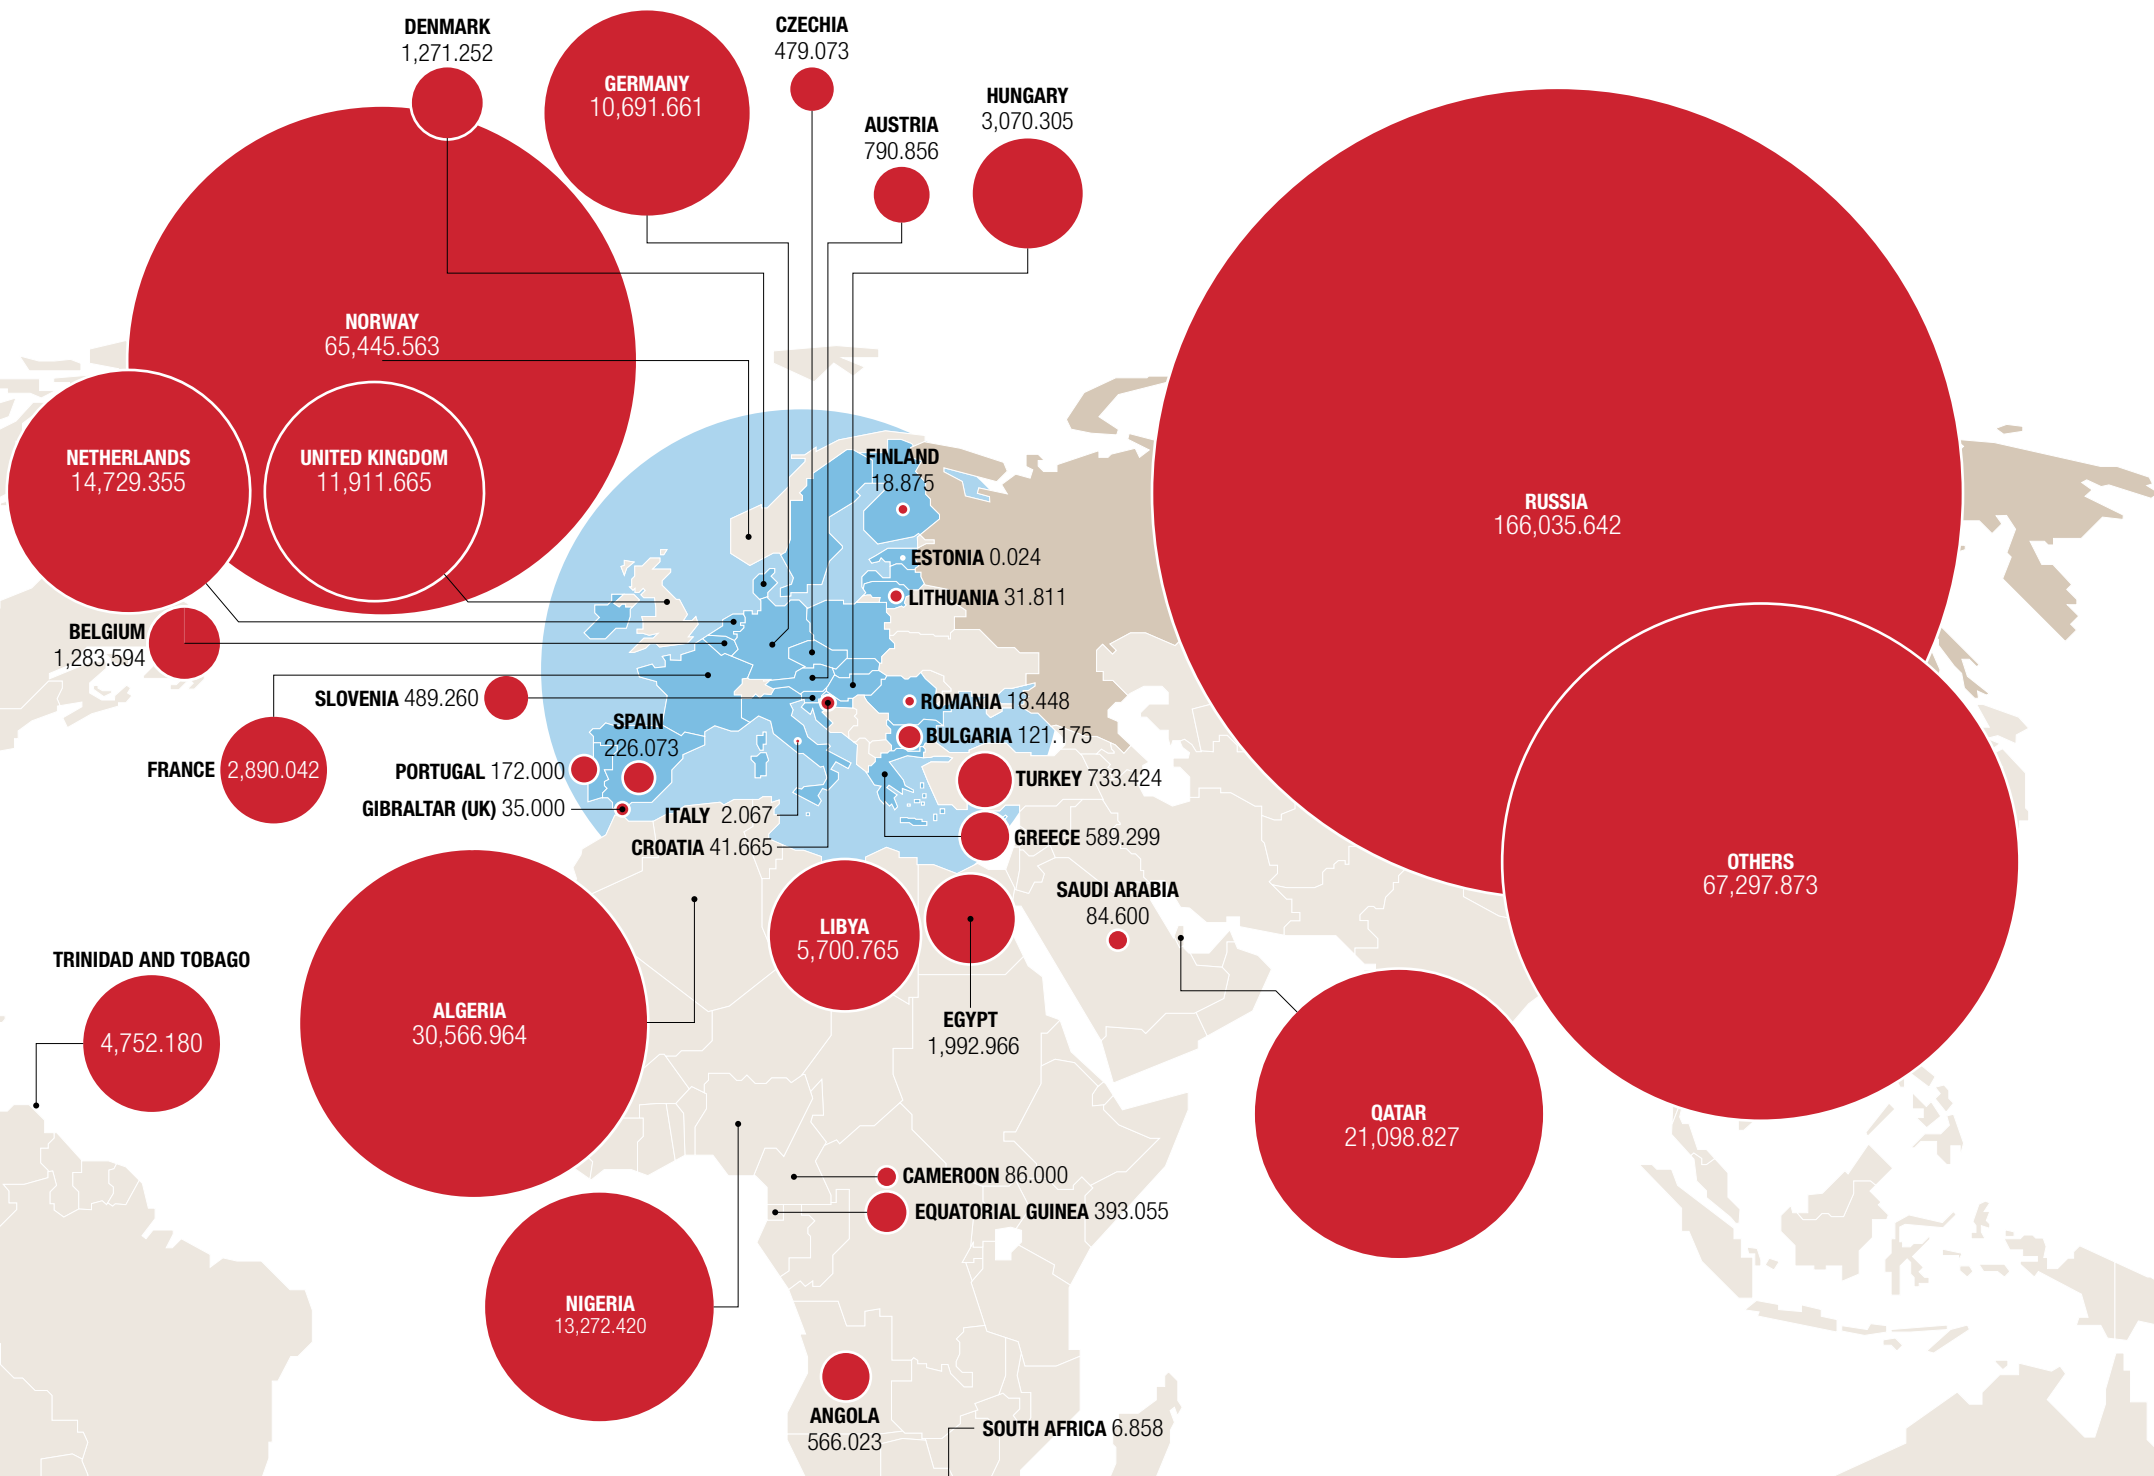 DENMARK
1,271.252
GERMANY
10,691.661
CZECHIA
479.073
AUSTRIA
790.856
HUNGARY
3,070.305
NORWAY
65,445.563
NETHERLANDS
14,729.355
UNITED KINGDOM
11,911.665
FINLAND
18.875
RUSSIA
166,035.642
ESTONIA 0.024
LITHUANIA 31.811
BELGIUM
1,283.594
SLOVENIA 489.260
ROMANIA 18.448
SPAIN
226.073
BULGARIA 121.175
FRANCE 2,890.042
PORTUGAL 172.000
TURKEY 733.424
GIBRALTAR (UK) 35.000
ITALY 2.067
CROATIA 41.665
GREECE 589.299
OTHERS
67,297.873
SAUDI ARABIA
84.600
LIBYA
5,700.765
TRINIDAD AND TOBAGO
4,752.180
ALGERIA
30,566.964
EGYPT
1,992.966
QATAR
21,098.827
CAMEROON 86.000
EQUATORIAL GUINEA 393.055
NIGERIA
13,272.420
ANGOLA
566.023
SOUTH AFRICA 6.858